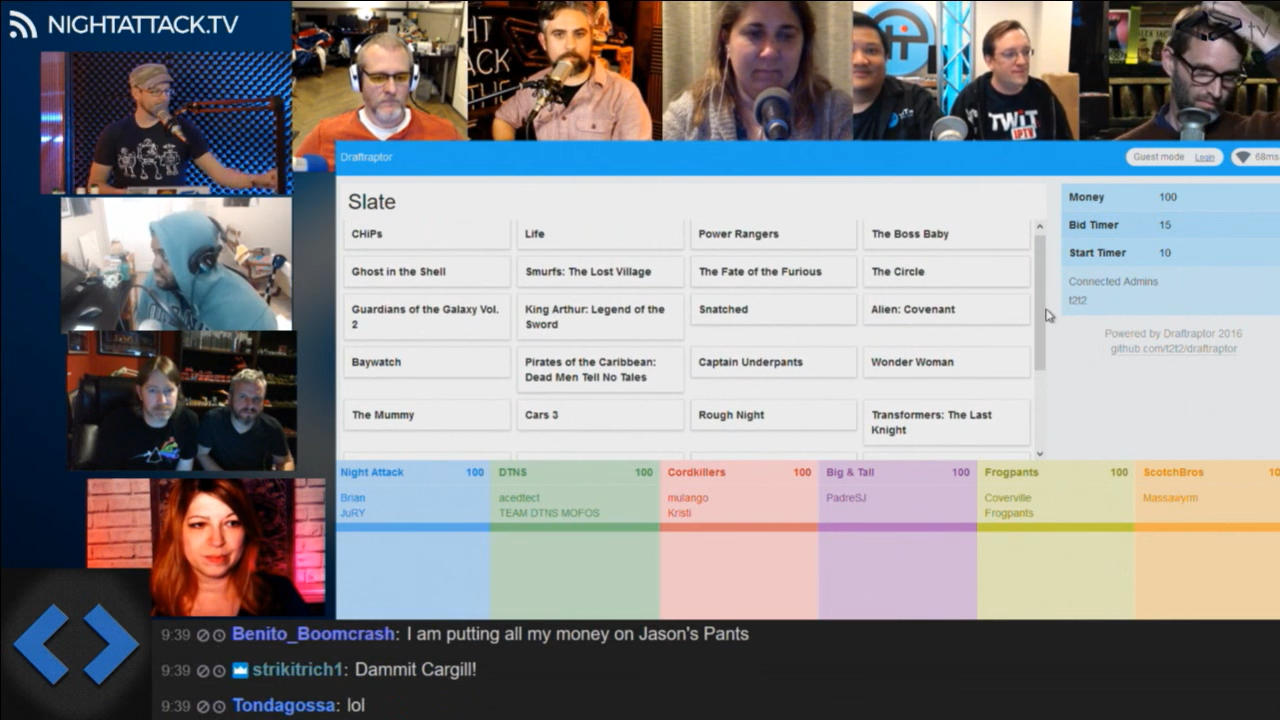 NIGHTATTACK.TV
TWiT
IPTV
Draftraptor
Guest mode Login 68ms
Slate
CHiPs Life Power Rangers The Boss Baby
Ghost in the Shell Smurfs: The Lost Village The Fate of the Furious The Circle
Guardians of the Galaxy Vol. King Arthur: Legend of the Snatched Alien: Covenant
2 Sword
Baywatch Pirates of the Caribbean: Captain Underpants Wonder Woman
Dead Men Tell No Tales
The Mummy Cars 3 Rough Night Transformers: The Last
Knight
Money 100
Bid Timer 15
Start Timer 10
Connected Admins
t2t2
Powered by Draftraptor 2016
github.com/t2t2/draftraptor
Night Attack 100 DTNS 100 Cordkillers 100 Big & Tall 100 Frogpants 100 ScotchBros 10
Brian acedtect mulango PadreSJ Coverville Massawyrm
JuRY TEAM DTNS MOFOS Kristi Frogpants
9:39 Benito_Boomcrash: I am putting all my money on Jason's Pants
9:39 strikitrich1: Dammit Cargill!
9:39 Tondagossa: lol